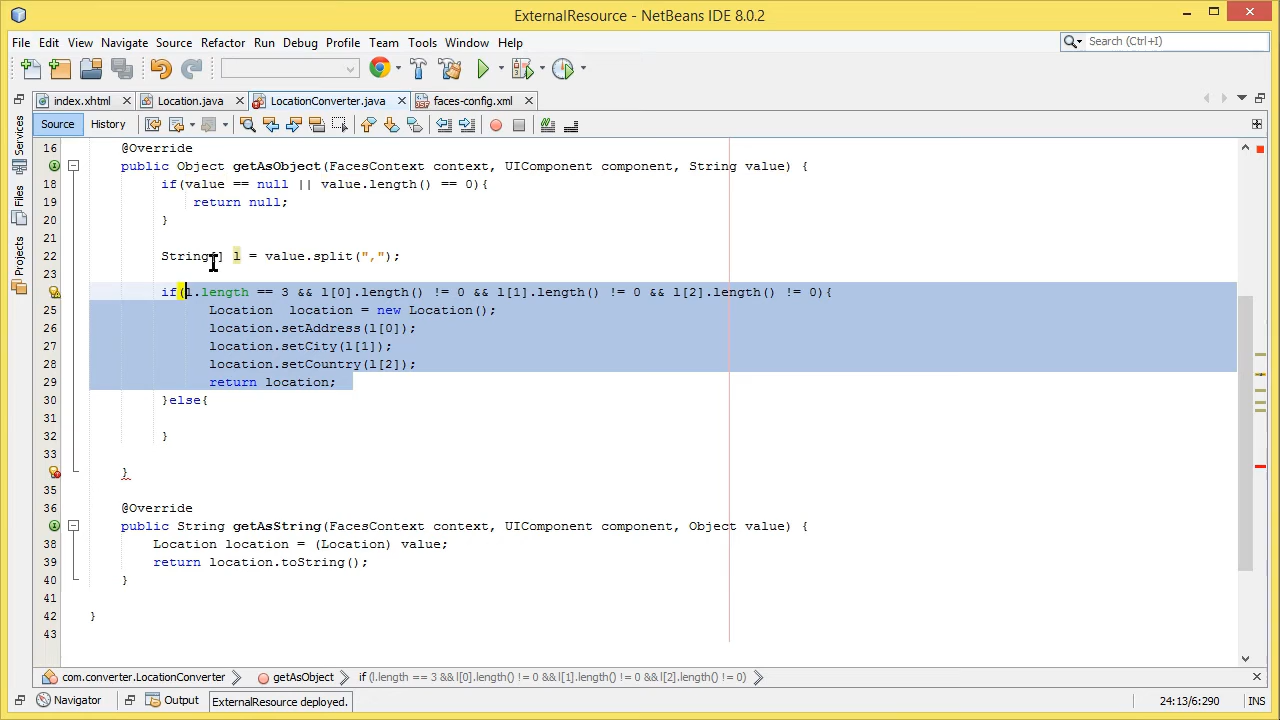 ExternalResource - NetBeans IDE 8.0.2
File Edit View Navigate Source Refactor Run Debug Profile Team Tools Window Help
Search (Ctrl+I)
index.xhtml Location.java LocationConverter.java faces-config.xml
Source History
Services
Files
Projects
16 @Override
public Object getAsObject(FacesContext context, UIComponent component, String value) {
18 if(value == null || value.length() == 0){
19 return null;
20 }
21
22 String[] l = value.split(",");
23
if(l.length == 3 && l[0].length() != 0 && l[1].length() != 0 && l[2].length() != 0){
25 Location  location = new Location();
26 location.setAddress(l[0]);
27 location.setCity(l[1]);
28 location.setCountry(l[2]);
29 return location;
30 }else{
31
32 }
33
}
35
36 @Override
public String getAsString(FacesContext context, UIComponent component, Object value) {
38 Location location = (Location) value;
39 return location.toString();
40 }
41
42 }
43
com.converter.LocationConverter getAsObject if (l.length == 3 && l[0].length() != 0 && l[1].length() != 0 && l[2].length() != 0)
Navigator Output ExternalResource deployed. 24:13/6:290 INS